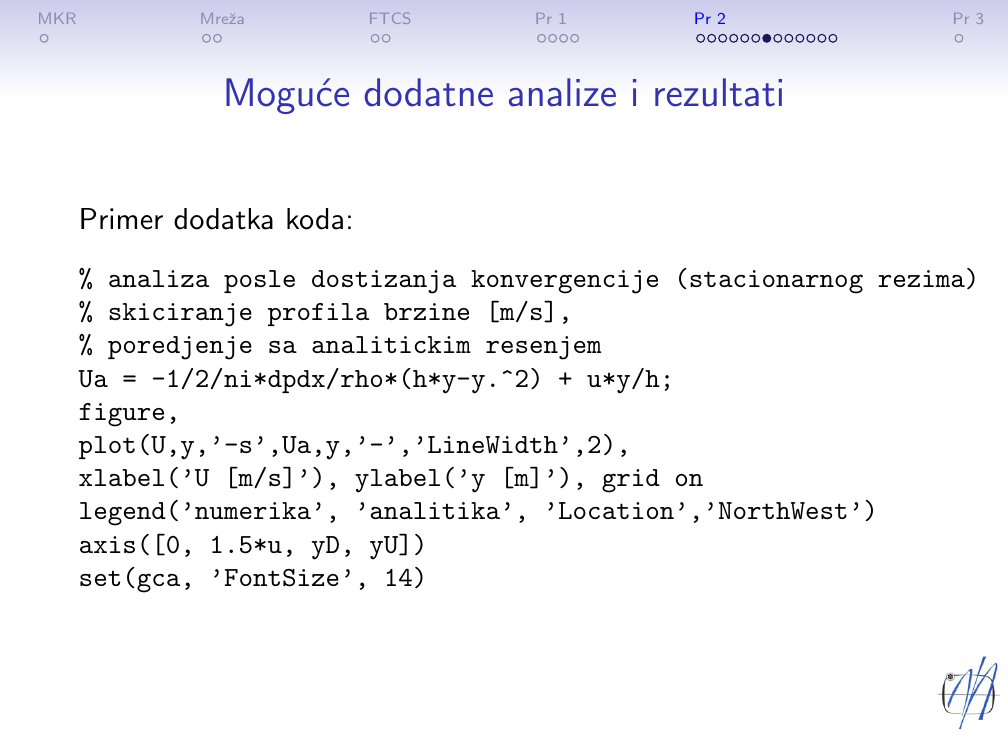 MKR Mreža FTCS Pr 1 Pr 2 Pr 3
Moguće dodatne analize i rezultati
Primer dodatka koda:
% analiza posle dostizanja konvergencije (stacionarnog rezima)
% skiciranje profila brzine [m/s],
% poredjenje sa analitickim resenjem
Ua = -1/2/ni*dpdx/rho*(h*y-y.^2) + u*y/h;
figure,
plot(U,y,’-s’,Ua,y,’-’,’LineWidth’,2),
xlabel(’U [m/s]’), ylabel(’y [m]’), grid on
legend(’numerika’, ’analitika’, ’Location’,’NorthWest’)
axis([0, 1.5*u, yD, yU])
set(gca, ’FontSize’, 14)